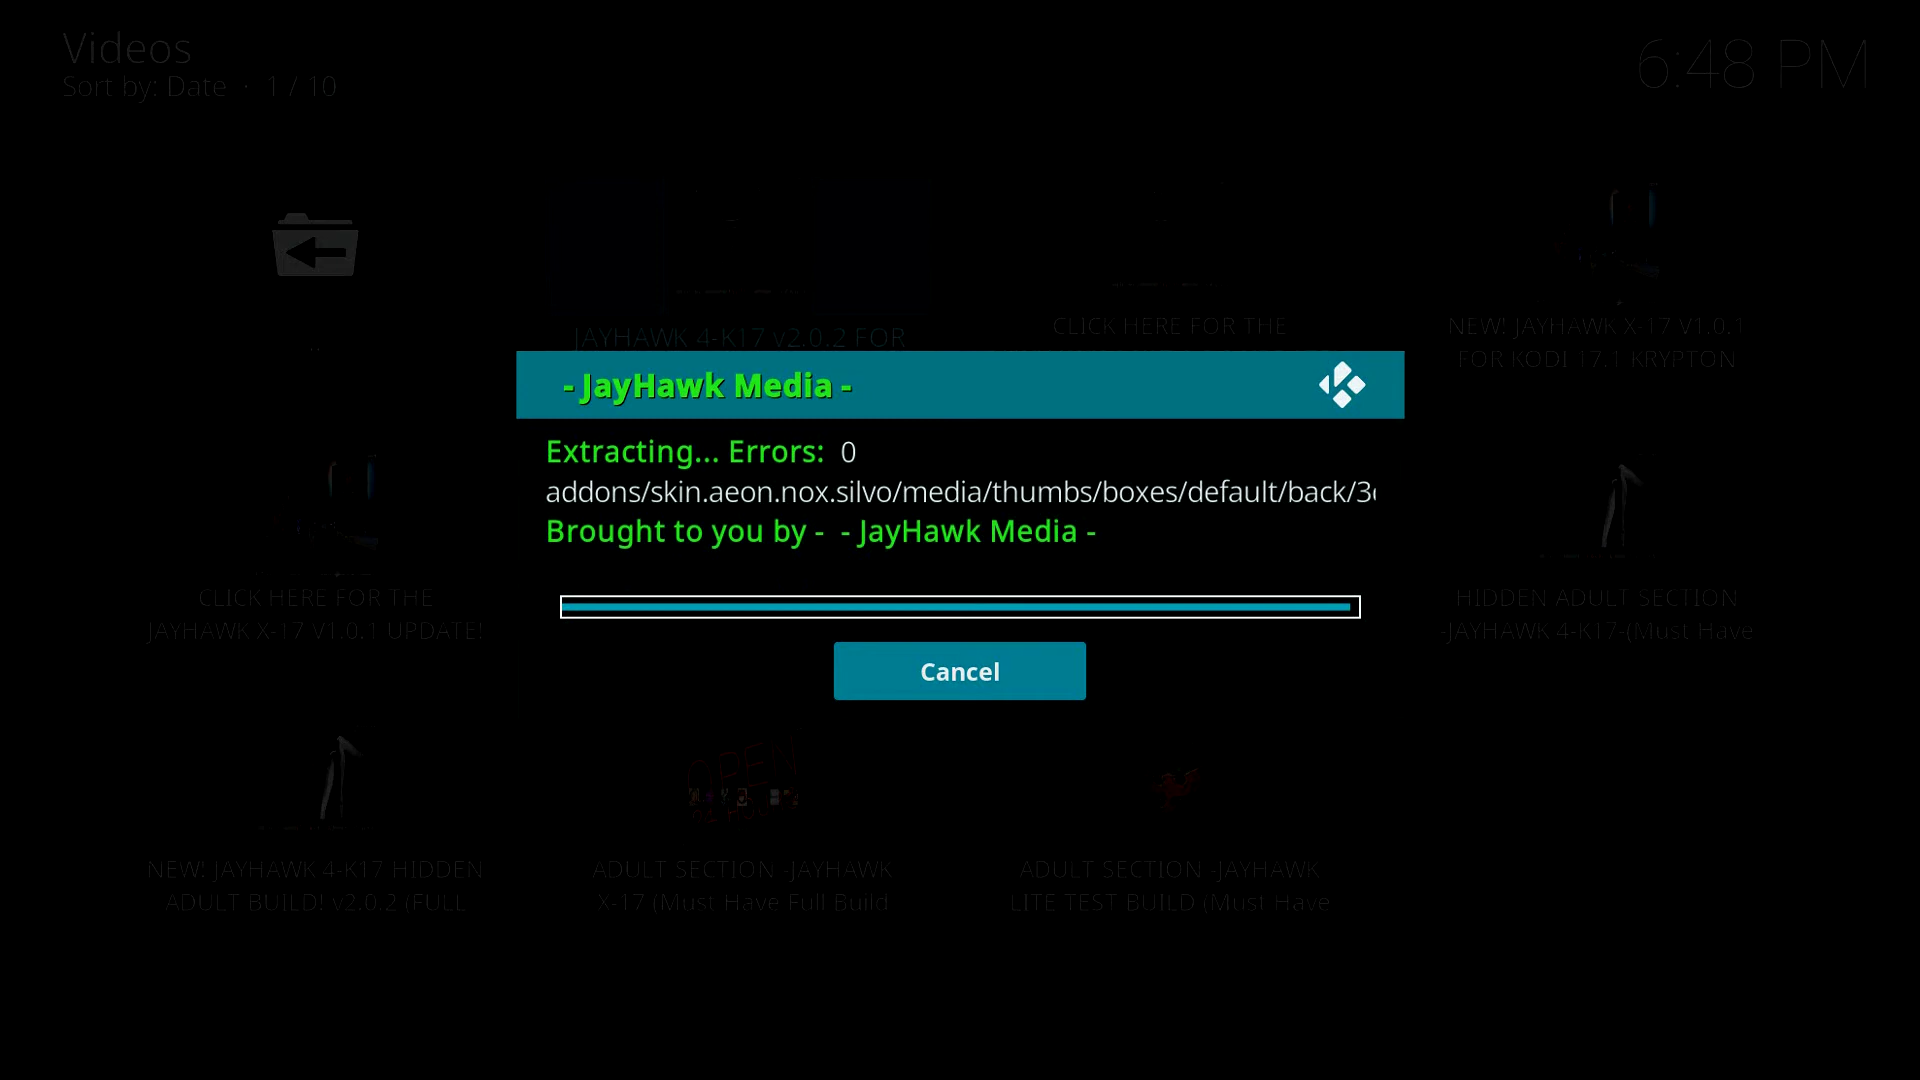 Videos
Sort by: Date · 1 / 10
6:48 PM
..
JAYHAWK 4-K17 v2.0.2 FOR
CLICK HERE FOR THE
NEW! JAYHAWK X-17 V1.0.1
FOR KODI 17.1 KRYPTON
- JayHawk Media -
Extracting... Errors: 0
addons/skin.aeon.nox.silvo/media/thumbs/boxes/default/back/3
Brought to you by - - JayHawk Media -
Cancel
CLICK HERE FOR THE
JAYHAWK X-17 V1.0.1 UPDATE!
HIDDEN ADULT SECTION
-JAYHAWK 4-K17-(Must Have
NEW! JAYHAWK 4-K17 HIDDEN
ADULT BUILD! v2.0.2 (FULL
OPEN
ADULT SECTION -JAYHAWK
X-17 (Must Have Full Build
ADULT SECTION -JAYHAWK
LITE TEST BUILD (Must Have